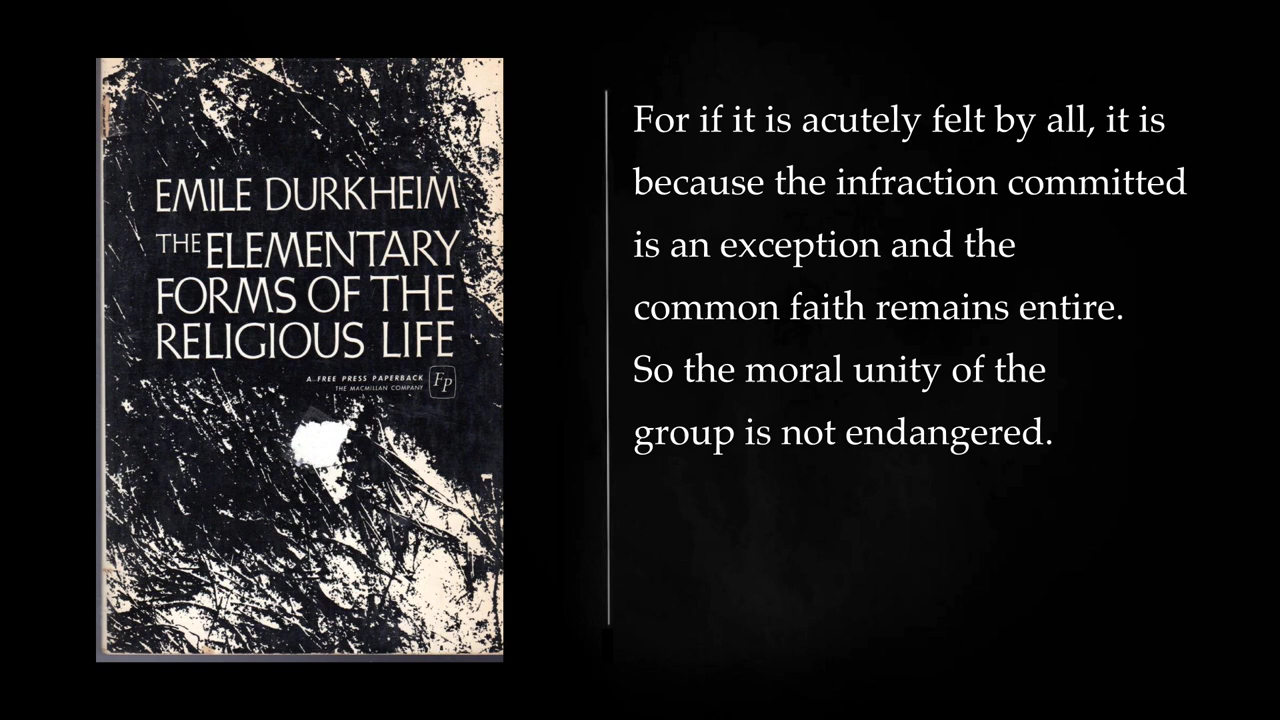 EMILE DURKHEIM
THE ELEMENTARY
FORMS OF THE
RELIGIOUS LIFE
A FREE PRESS PAPERBACK
THE MACMILLAN COMPANY
Fp
For if it is acutely felt by all, it is
because the infraction committed
is an exception and the
common faith remains entire.
So the moral unity of the
group is not endangered.